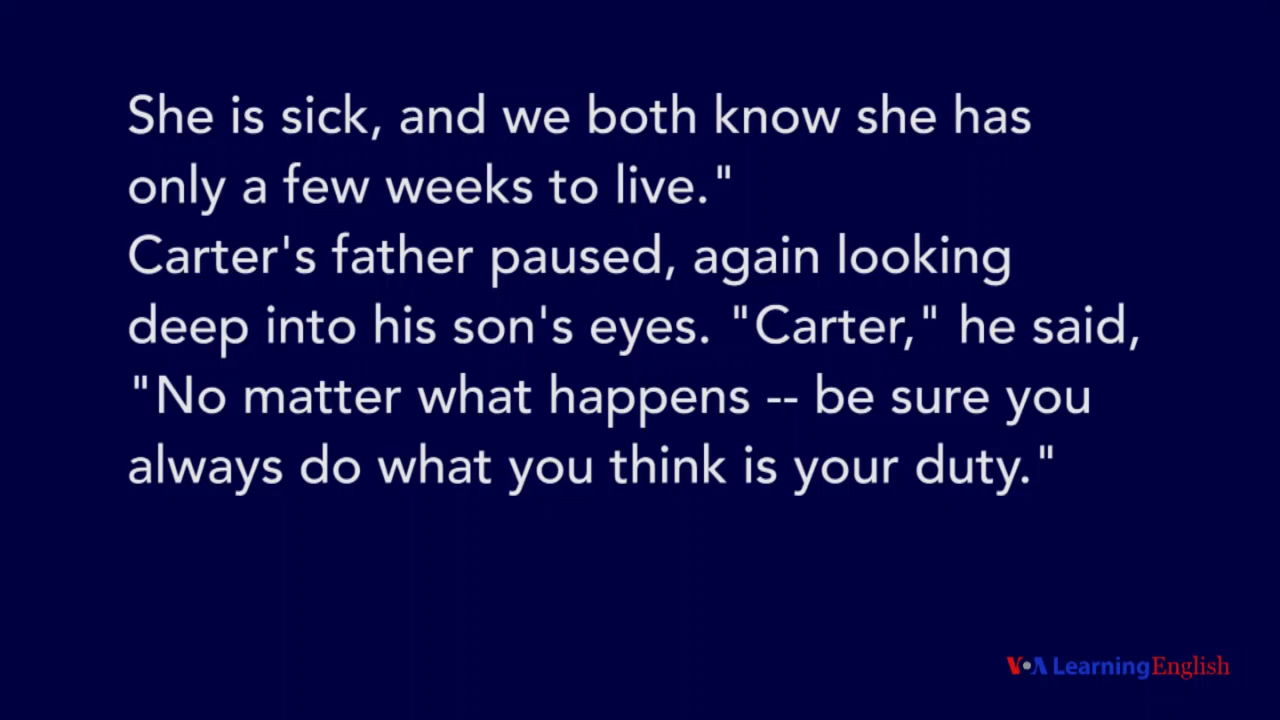 She is sick, and we both know she has
only a few weeks to live."
Carter's father paused, again looking
deep into his son's eyes. "Carter," he said,
"No matter what happens -- be sure you
always do what you think is your duty."
VOA Learning English